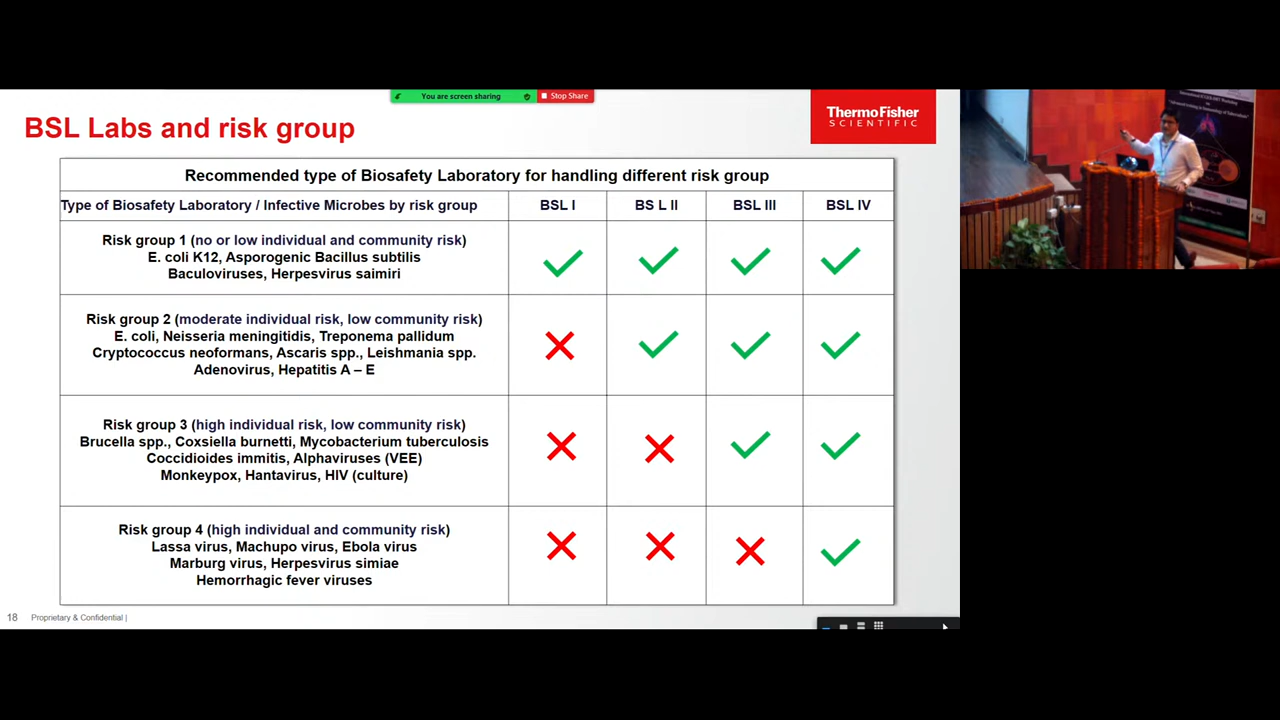 You are screen sharing
Stop Share
BSL Labs and risk group
ThermoFisher
SCIENTIFIC
Recommended type of Biosafety Laboratory for handling different risk group
Type of Biosafety Laboratory / Infective Microbes by risk group BSL I BS L II BSL III BSL IV
Risk group 1 (no or low individual and community risk)
E. coli K12, Asporogenic Bacillus subtilis
Baculoviruses, Herpesvirus saimiri
Risk group 2 (moderate individual risk, low community risk)
E. coli, Neisseria meningitidis, Treponema pallidum
Cryptococcus neoformans, Ascaris spp., Leishmania spp.
Adenovirus, Hepatitis A – E
Risk group 3 (high individual risk, low community risk)
Brucella spp., Coxsiella burnetti, Mycobacterium tuberculosis
Coccidioides immitis, Alphaviruses (VEE)
Monkeypox, Hantavirus, HIV (culture)
Risk group 4 (high individual and community risk)
Lassa virus, Machupo virus, Ebola virus
Marburg virus, Herpesvirus simiae
Hemorrhagic fever viruses
18 Proprietary & Confidential |